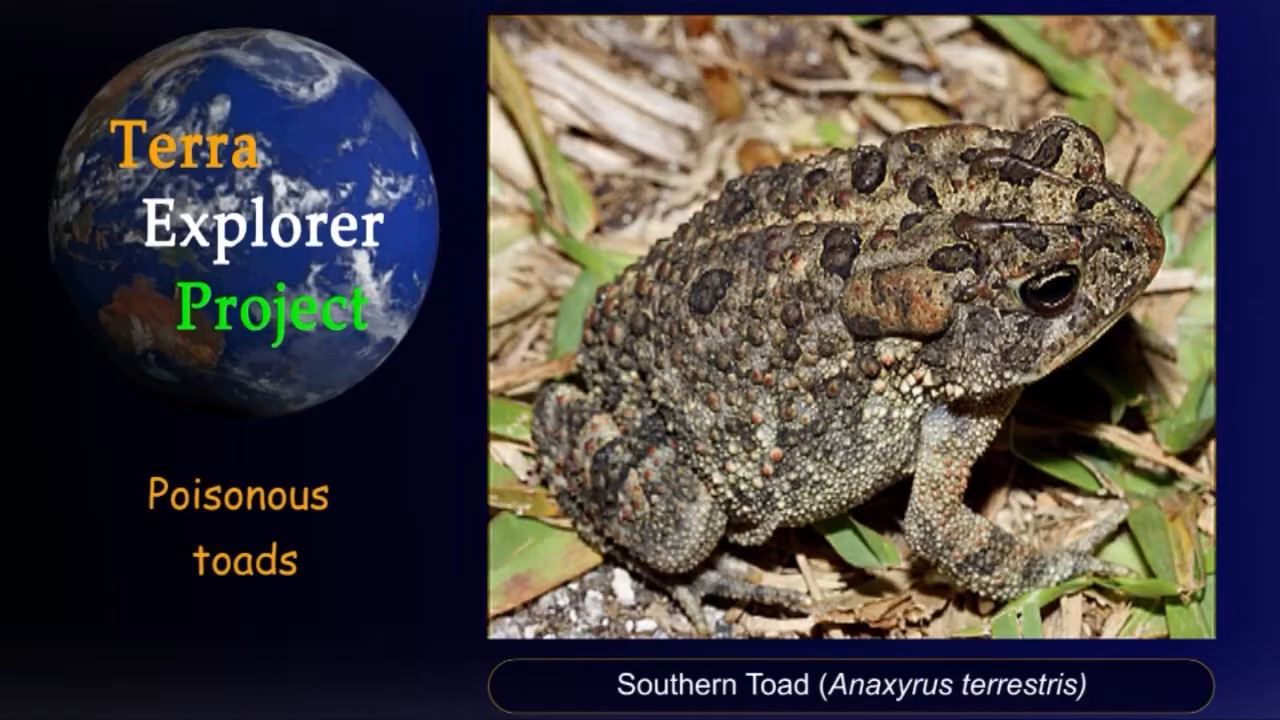 Terra
Explorer
Project
Poisonous
toads
Southern Toad (Anaxyrus terrestris)